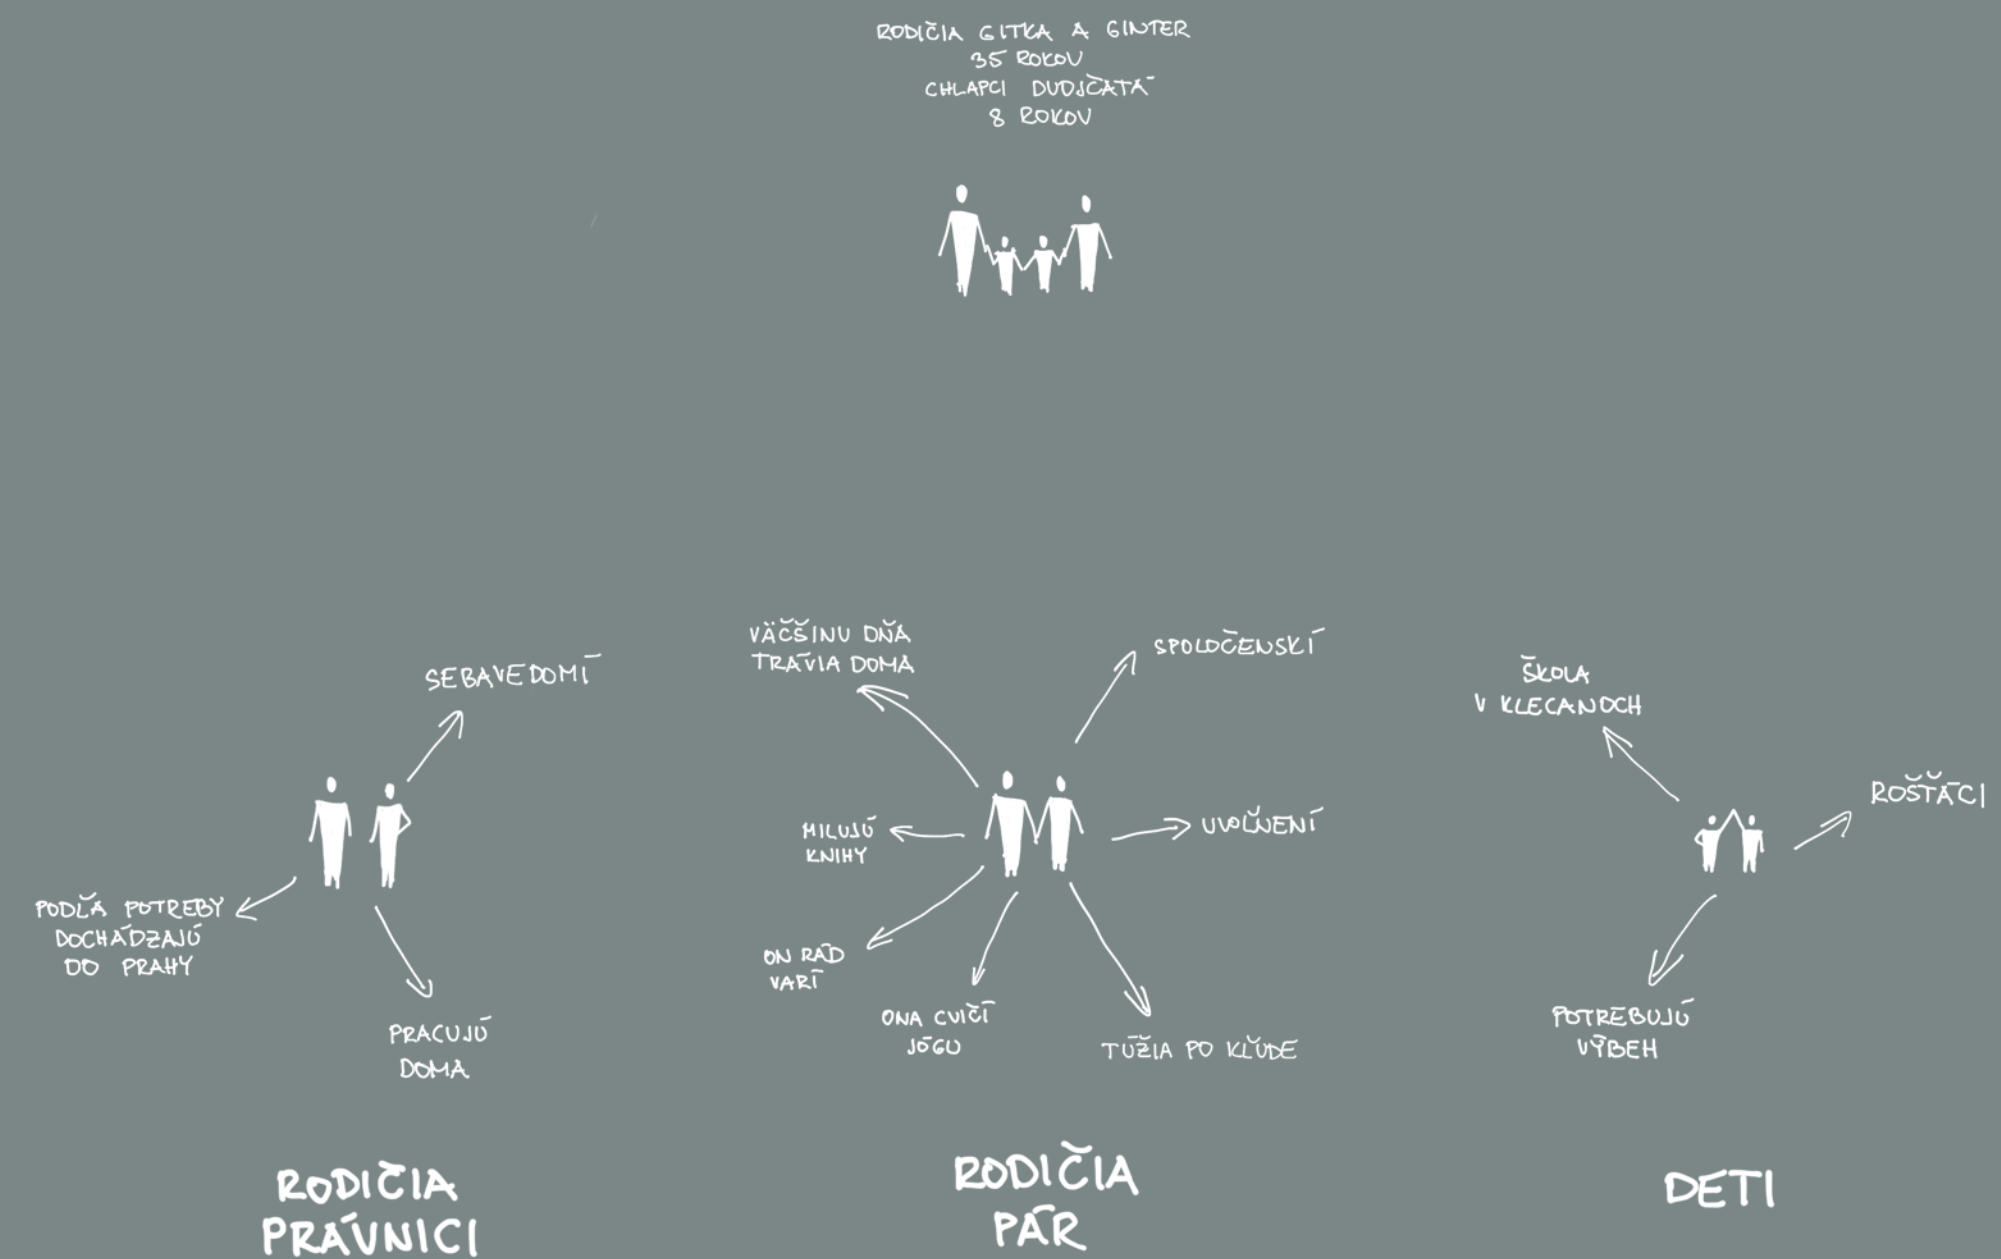 RODIČIA GITKA A GINTER
35 ROKOV
CHLAPCI DVOJČATÁ
8 ROKOV
SEBAVEDOMÍ
PODĽA POTREBY
DOCHÁDZAJÚ
DO PRAHY
PRACUJÚ
DOMA
RODIČIA
PRÁVNICI
VÄČŠINU DŇA
TRÁVIA DOMA
SPOLOČENSKÍ
MILUJÚ
KNIHY
UVOĽNENÍ
ON RÁD
VARÍ
ONA CVIČÍ
JÓGU
TÚŽIA PO KĽUDE
RODIČIA
PÁR
ŠKOLA
V KLECANOCH
ROŠŤÁCI
POTREBUJÚ
VÝBEH
DETI